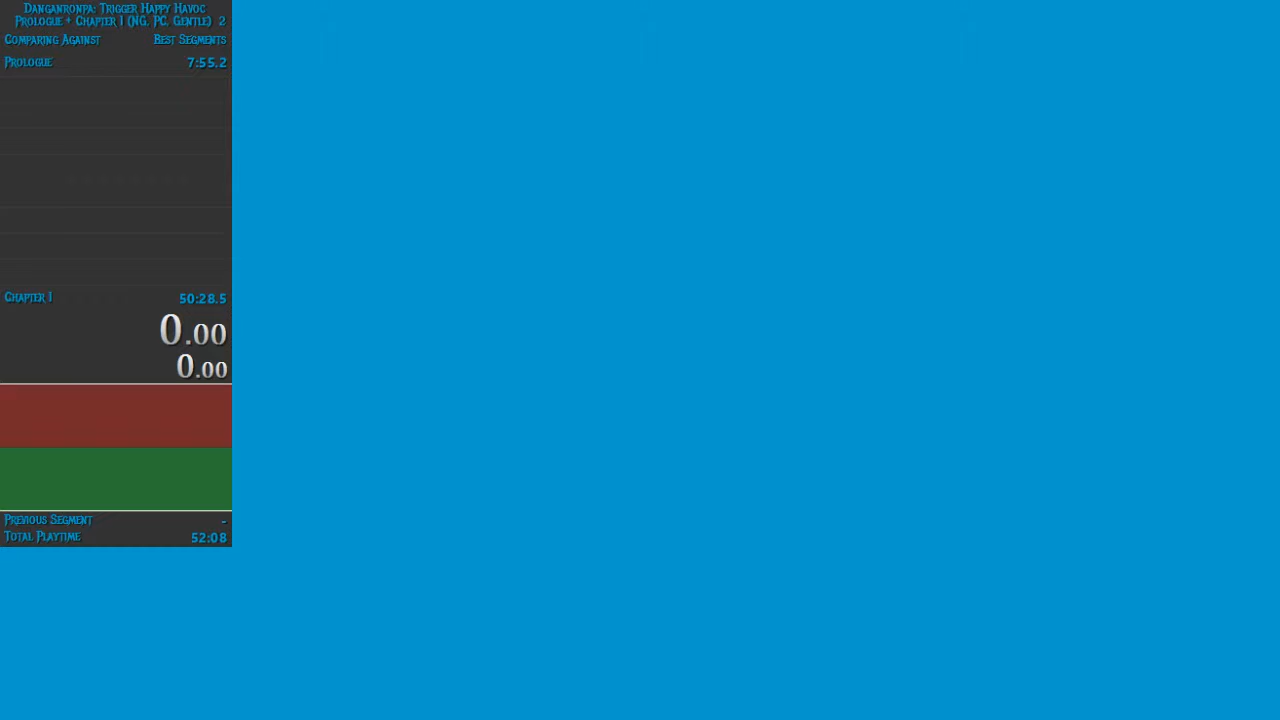 Danganronpa: Trigger Happy Havoc
Prologue + Chapter 1 (NG, PC, Gentle) 2
Comparing Against Best Segments
Prologue 7:55.2
Chapter 1 50:28.5
0.00
0.00
Previous Segment -
Total Playtime 52:08